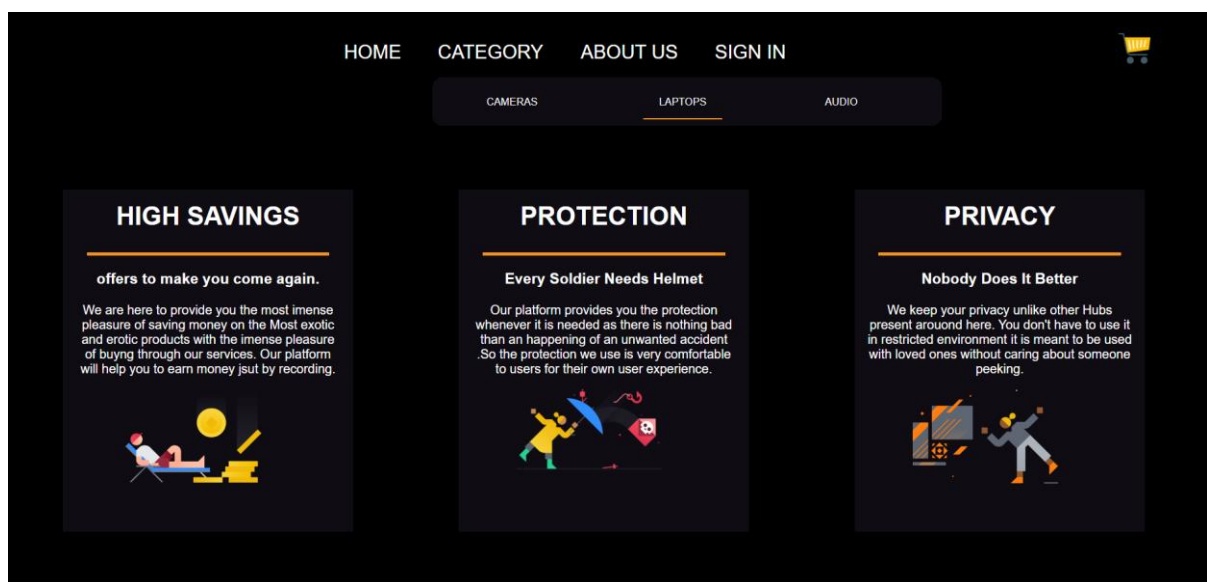 HOME CATEGORY ABOUT US SIGN IN
CAMERAS LAPTOPS AUDIO
HIGH SAVINGS
offers to make you come again.
We are here to provide you the most imense
pleasure of saving money on the Most exotic
and erotic products with the imense pleasure
of buyng through our services. Our platform
will help you to earn money jsut by recording.
PROTECTION
Every Soldier Needs Helmet
Our platform provides you the protection
whenever it is needed as there is nothing bad
than an happening of an unwanted accident
.So the protection we use is very comfortable
to users for their own user experience.
PRIVACY
Nobody Does It Better
We keep your privacy unlike other Hubs
present arouond here. You don't have to use it
in restricted environment it is meant to be used
with loved ones without caring about someone
peeking.